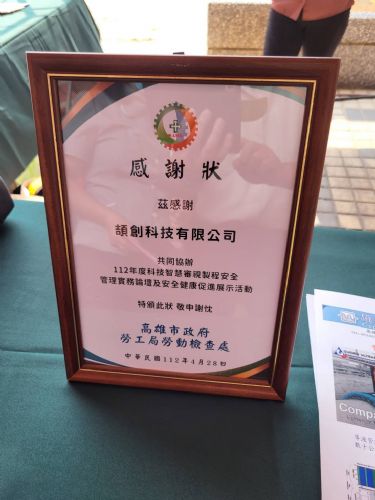 感謝狀
茲感謝
頡創科技有限公司
共同協辦
112年度科技智慧審視製程安全
管理實務論壇及安全健康促進展示活動
特頒此狀 敬申謝忱
高雄市政府
勞工局勞動檢查處
中華民國112年4月28日
Compa